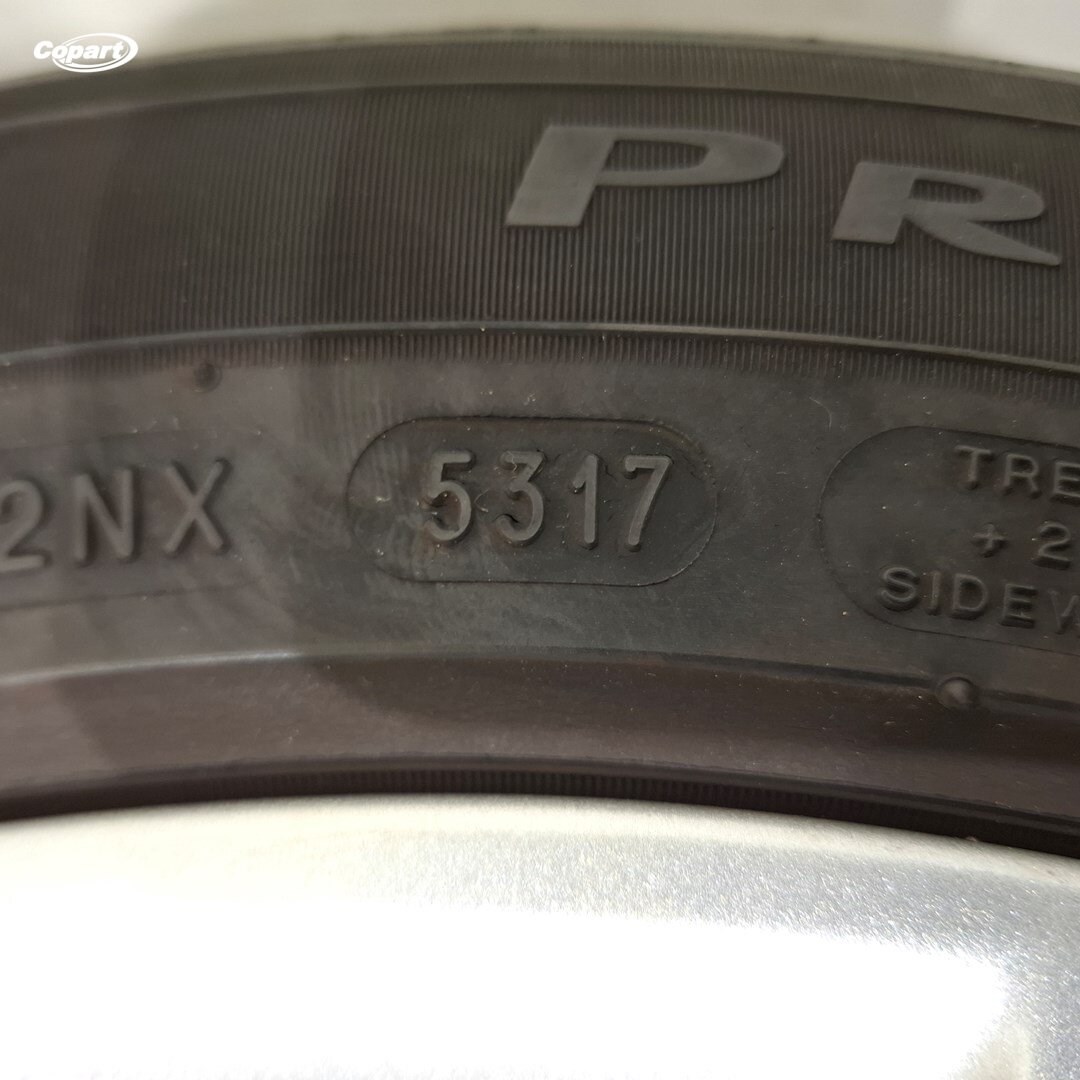 Copart
PR
2NX
5317
TRE
+ 2
SIDEW